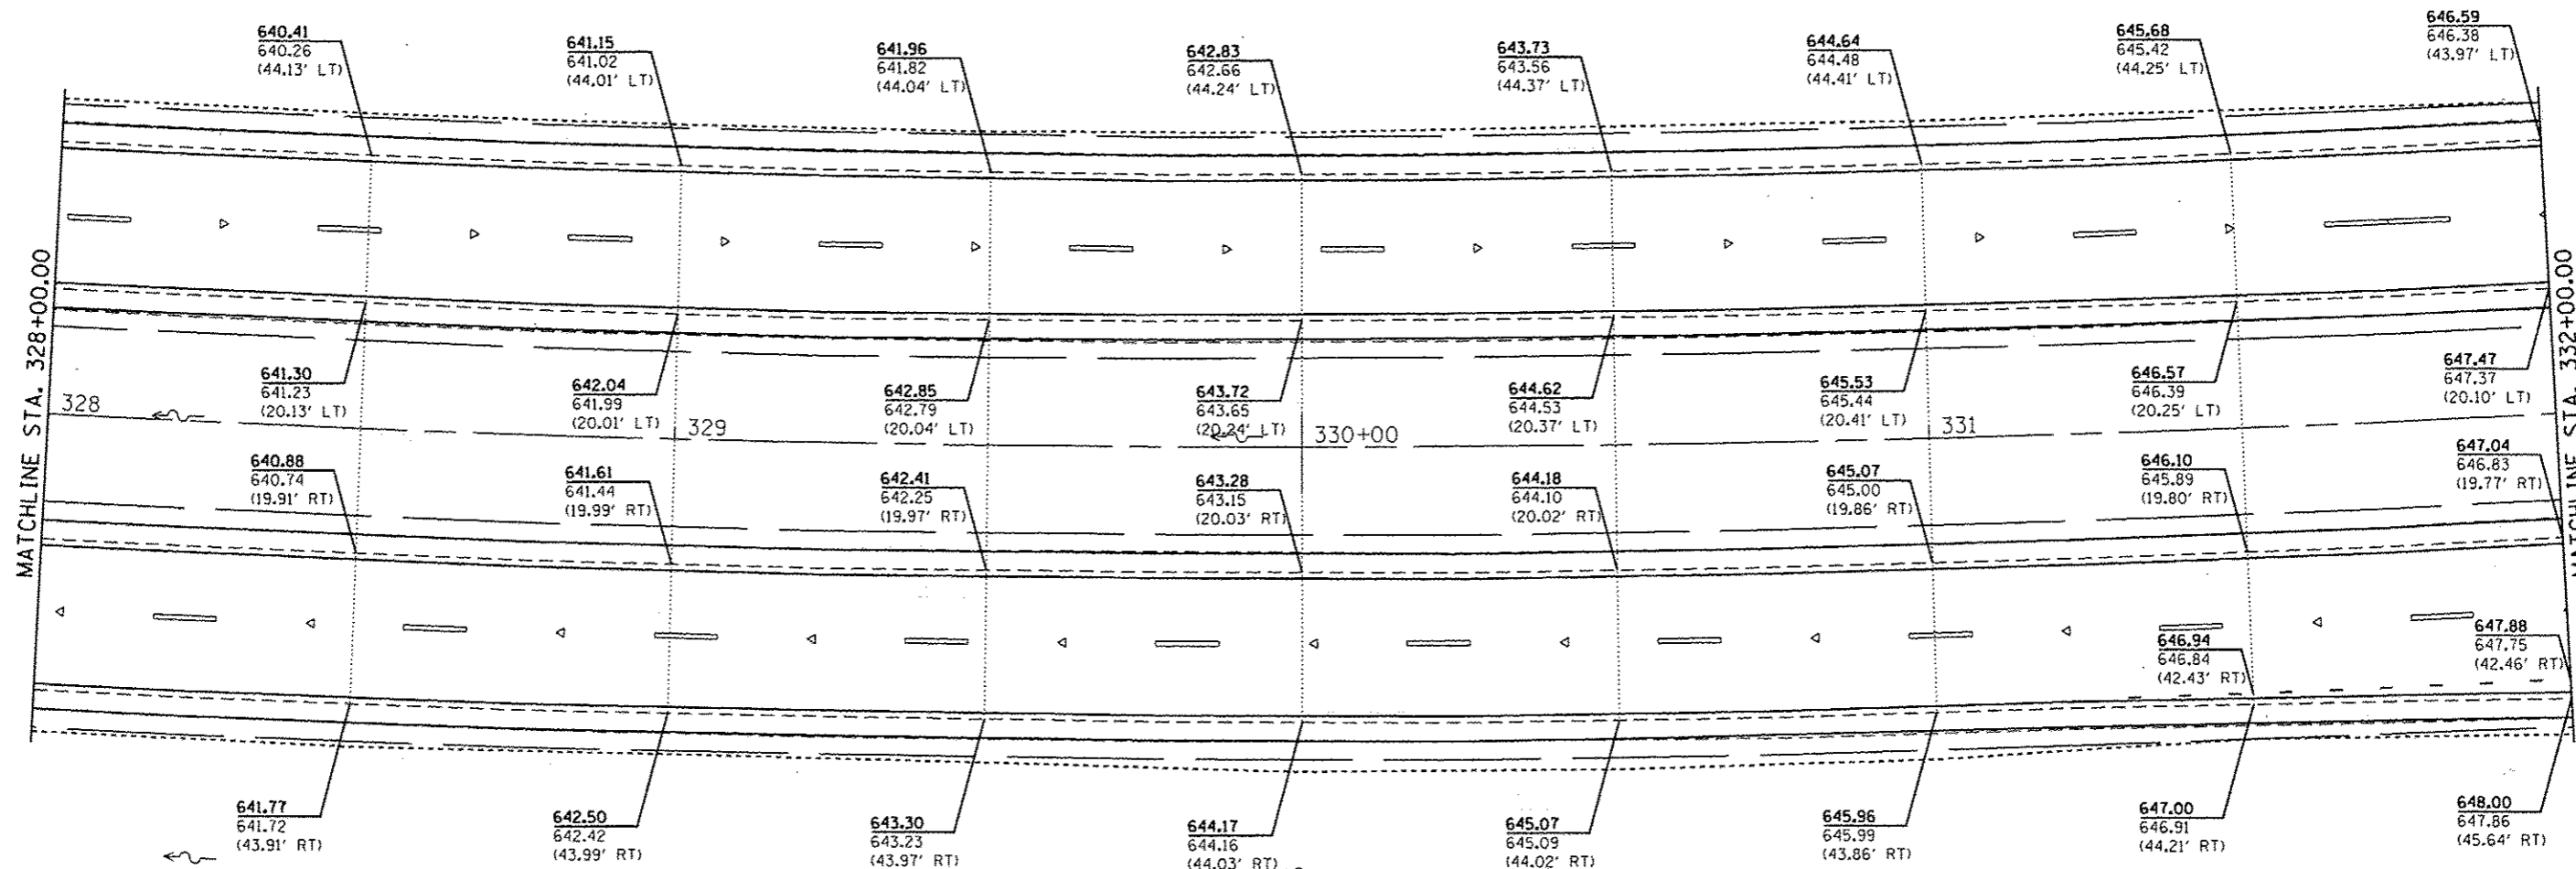 640.41
640.26
(44.13' LT)
641.15
641.02
(44.01' LT)
641.96
641.82
(44.04' LT)
642.83
642.66
(44.24' LT)
643.73
643.56
(44.37' LT)
644.64
644.48
(44.41' LT)
645.68
645.42
(44.25' LT)
646.59
646.38
(43.97' LT)
MATCHLINE STA. 328+00.00
MATCHLINE STA. 332+00.00
641.30
641.23
(20.13' LT)
642.04
641.99
(20.01' LT)
642.85
642.79
(20.04' LT)
643.72
643.65
(20.24' LT)
644.62
644.53
(20.37' LT)
645.53
645.44
(20.41' LT)
646.57
646.39
(20.25' LT)
647.47
647.37
(20.10' LT)
328
329
330+00
331
640.88
640.74
(19.91' RT)
641.61
641.44
(19.99' RT)
642.41
642.25
(19.97' RT)
643.28
643.15
(20.03' RT)
644.18
644.10
(20.02' RT)
645.07
645.00
(19.86' RT)
646.10
645.89
(19.80' RT)
647.04
646.83
(19.77' RT)
646.94
646.84
(42.43' RT)
647.88
647.75
(42.46' RT)
641.77
641.72
(43.91' RT)
642.50
642.42
(43.99' RT)
643.30
643.23
(43.97' RT)
644.17
644.16
(44.03' RT)
645.07
645.09
(44.02' RT)
645.96
645.99
(43.86' RT)
647.00
646.91
(44.21' RT)
648.00
647.86
(45.64' RT)